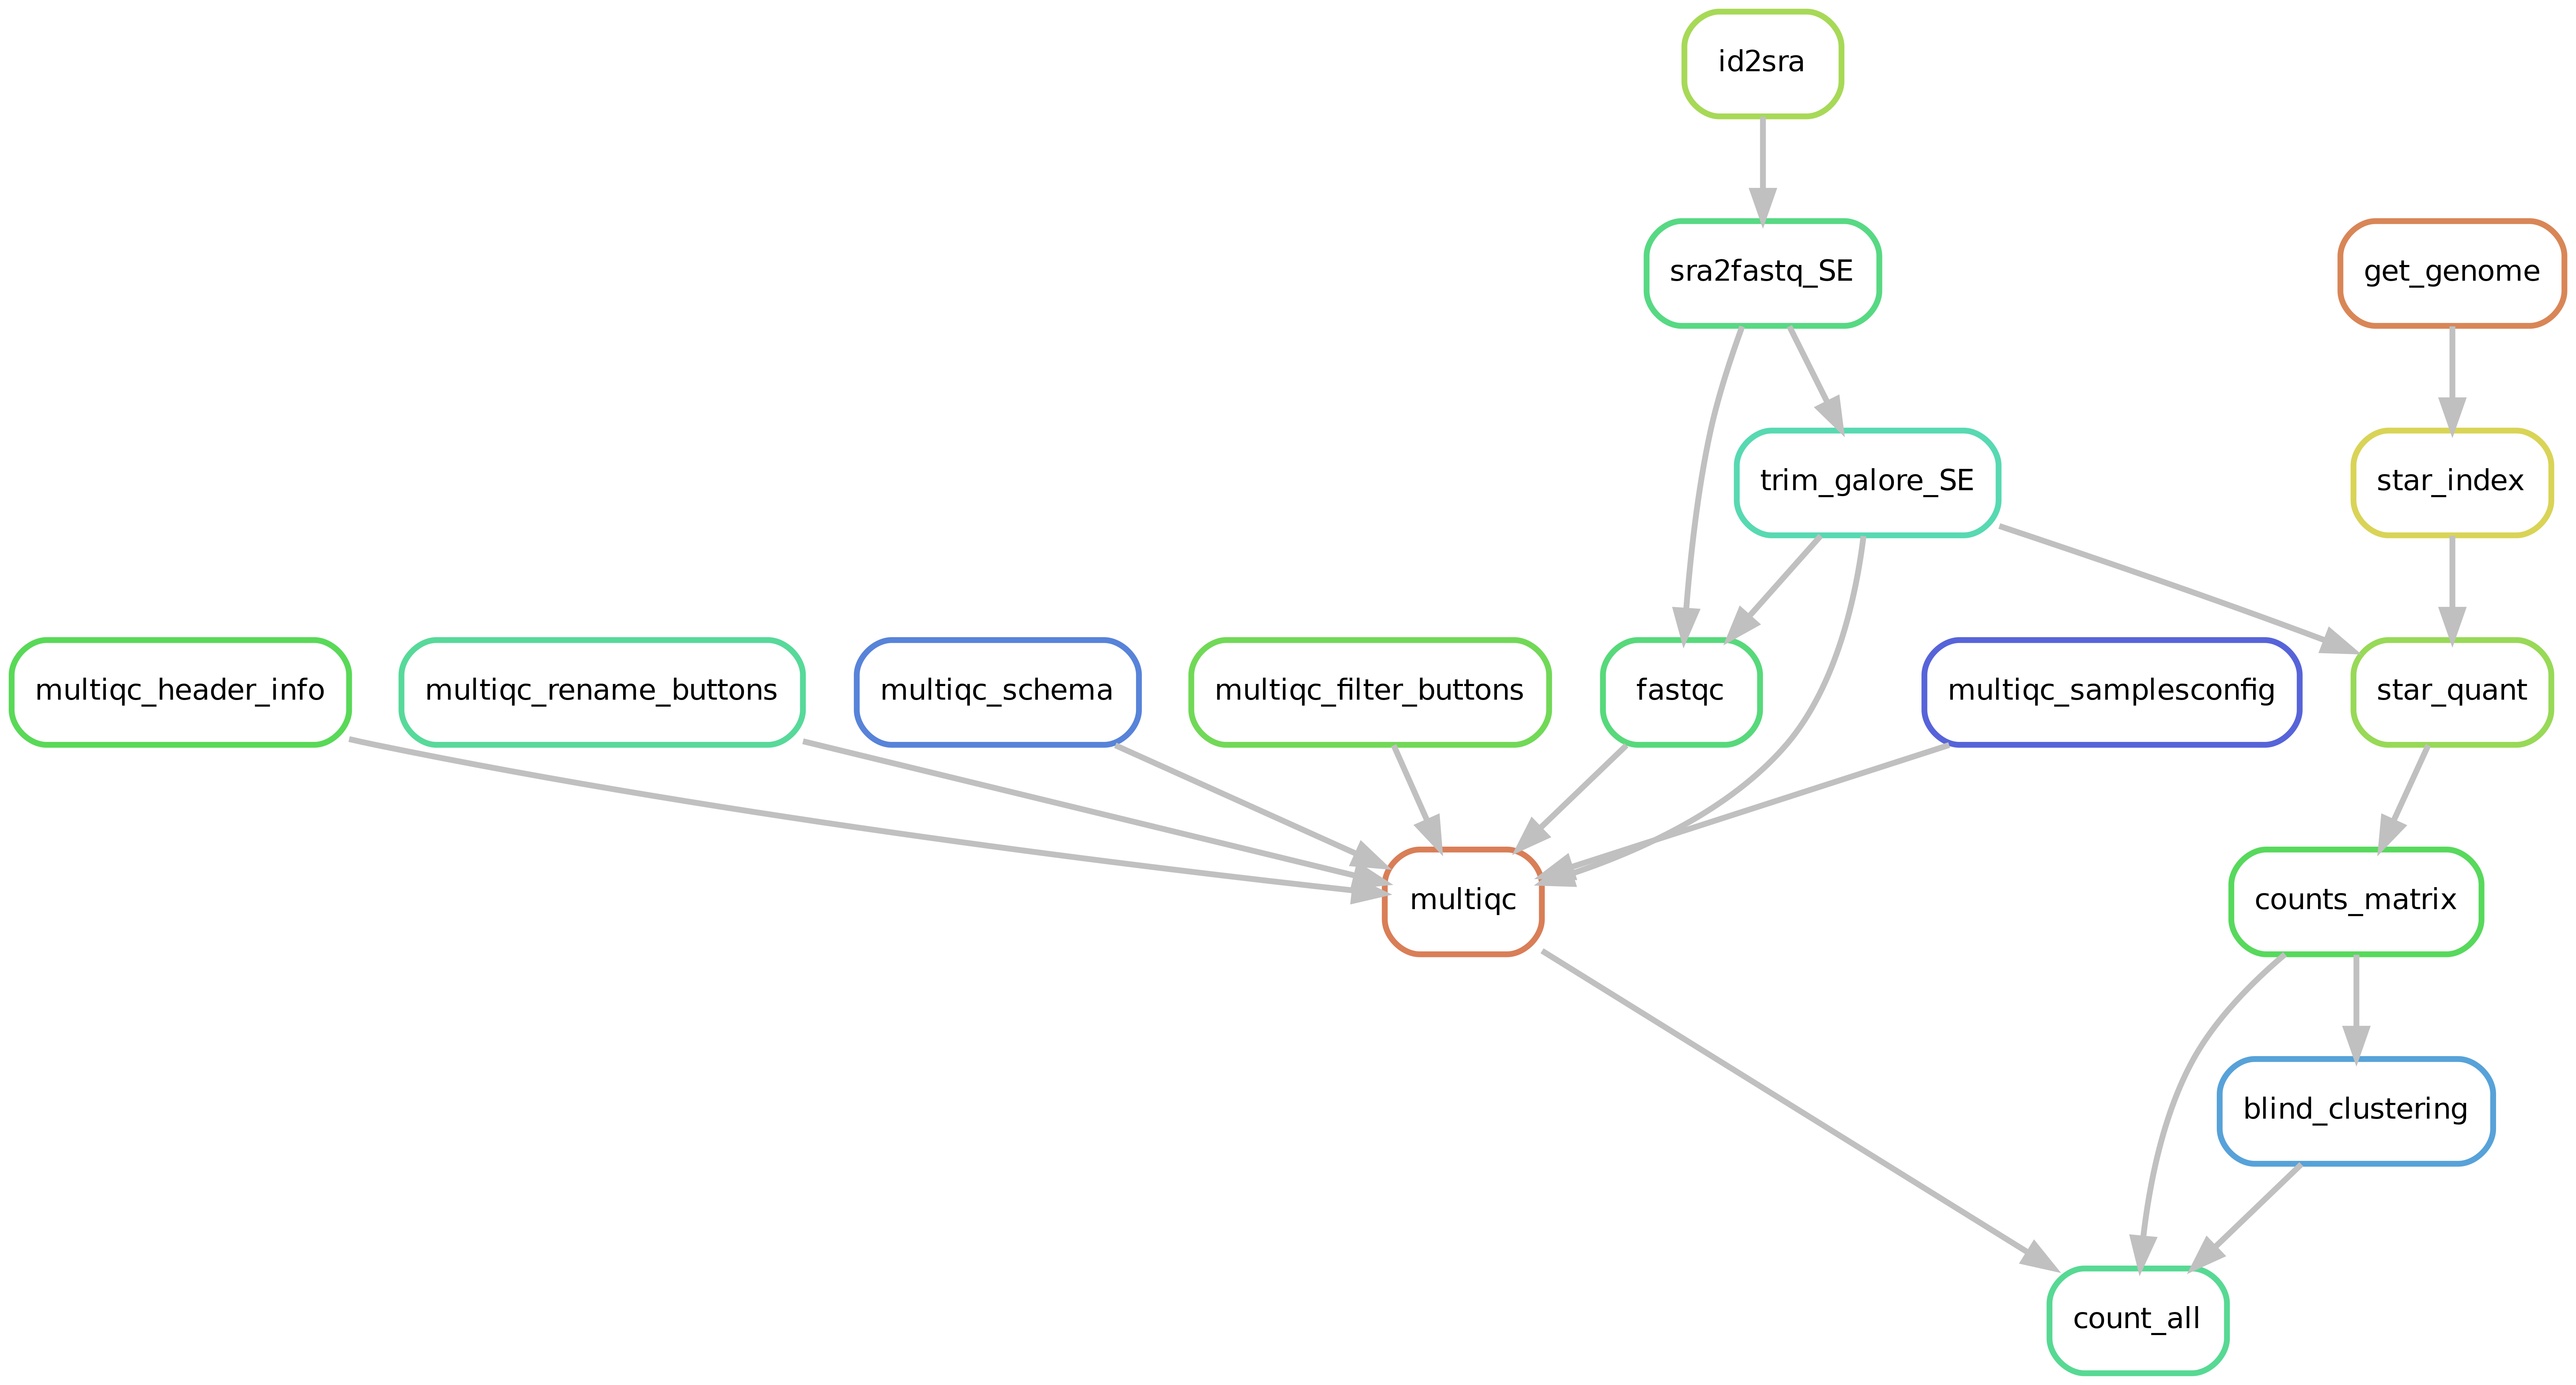 id2sra
sra2fastq_SE
get_genome
trim_galore_SE
star_index
multiqc_header_info
multiqc_rename_buttons
multiqc_schema
multiqc_filter_buttons
fastqc
multiqc_samplesconfig
star_quant
multiqc
counts_matrix
blind_clustering
count_all